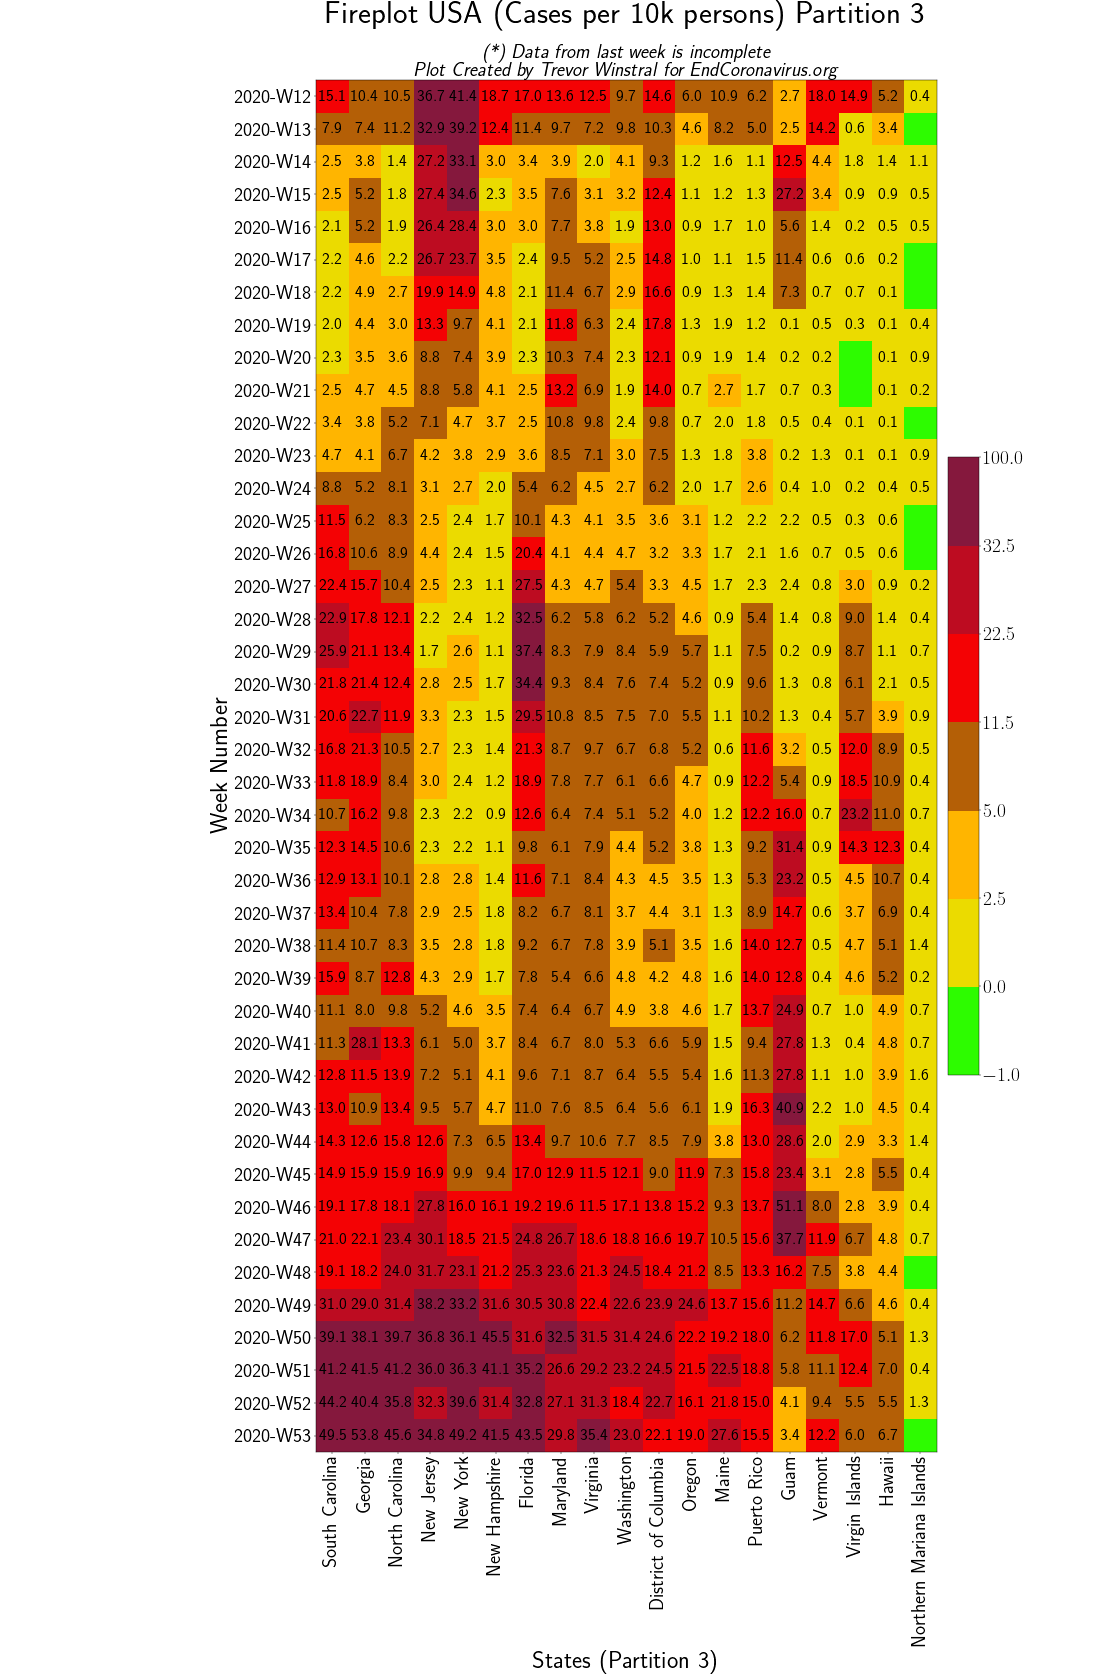 Fireplot USA (Cases per 10k persons) Partition 3
(*) Data from last week is incomplete
Plot Created by Trevor Winstral for EndCoronavirus.org
2020-W12 15.1 10.4 10.5 36.7 41.4 18.7 17.0 13.6 12.5 9.7 14.6 6.0 10.9 6.2 2.7 18.0 14.9 5.2 0.4
2020-W13 7.9 7.4 11.2 32.9 39.2 12.4 11.4 9.7 7.2 9.8 10.3 4.6 8.2 5.0 2.5 14.2 0.6 3.4
2020-W14 2.5 3.8 1.4 27.2 33.1 3.0 3.4 3.9 2.0 4.1 9.3 1.2 1.6 1.1 12.5 4.4 1.8 1.4 1.1
2020-W15 2.5 5.2 1.8 27.4 34.6 2.3 3.5 7.6 3.1 3.2 12.4 1.1 1.2 1.3 27.2 3.4 0.9 0.9 0.5
2020-W16 2.1 5.2 1.9 26.4 28.4 3.0 3.0 7.7 3.8 1.9 13.0 0.9 1.7 1.0 5.6 1.4 0.2 0.5 0.5
2020-W17 2.2 4.6 2.2 26.7 23.7 3.5 2.4 9.5 5.2 2.5 14.8 1.0 1.1 1.5 11.4 0.6 0.6 0.2
2020-W18 2.2 4.9 2.7 19.9 14.9 4.8 2.1 11.4 6.7 2.9 16.6 0.9 1.3 1.4 7.3 0.7 0.7 0.1
2020-W19 2.0 4.4 3.0 13.3 9.7 4.1 2.1 11.8 6.3 2.4 17.8 1.3 1.9 1.2 0.1 0.5 0.3 0.1 0.4
2020-W20 2.3 3.5 3.6 8.8 7.4 3.9 2.3 10.3 7.4 2.3 12.1 0.9 1.9 1.4 0.2 0.2 0.1 0.9
2020-W21 2.5 4.7 4.5 8.8 5.8 4.1 2.5 13.2 6.9 1.9 14.0 0.7 2.7 1.7 0.7 0.3 0.1 0.2
2020-W22 3.4 3.8 5.2 7.1 4.7 3.7 2.5 10.8 9.8 2.4 9.8 0.7 2.0 1.8 0.5 0.4 0.1 0.1
2020-W23 4.7 4.1 6.7 4.2 3.8 2.9 3.6 8.5 7.1 3.0 7.5 1.3 1.8 3.8 0.2 1.3 0.1 0.1 0.9
2020-W24 8.8 5.2 8.1 3.1 2.7 2.0 5.4 6.2 4.5 2.7 6.2 2.0 1.7 2.6 0.4 1.0 0.2 0.4 0.5
2020-W25 11.5 6.2 8.3 2.5 2.4 1.7 10.1 4.3 4.1 3.5 3.6 3.1 1.2 2.2 2.2 0.5 0.3 0.6
2020-W26 16.8 10.6 8.9 4.4 2.4 1.5 20.4 4.1 4.4 4.7 3.2 3.3 1.7 2.1 1.6 0.7 0.5 0.6
2020-W27 22.4 15.7 10.4 2.5 2.3 1.1 27.5 4.3 4.7 5.4 3.3 4.5 1.7 2.3 2.4 0.8 3.0 0.9 0.2
2020-W28 22.9 17.8 12.1 2.2 2.4 1.2 32.5 6.2 5.8 6.2 5.2 4.6 0.9 5.4 1.4 0.8 9.0 1.4 0.4
2020-W29 25.9 21.1 13.4 1.7 2.6 1.1 37.4 8.3 7.9 8.4 5.9 5.7 1.1 7.5 0.2 0.9 8.7 1.1 0.7
2020-W30 21.8 21.4 12.4 2.8 2.5 1.7 34.4 9.3 8.4 7.6 7.4 5.2 0.9 9.6 1.3 0.8 6.1 2.1 0.5
2020-W31 20.6 22.7 11.9 3.3 2.3 1.5 29.5 10.8 8.5 7.5 7.0 5.5 1.1 10.2 1.3 0.4 5.7 3.9 0.9
2020-W32 16.8 21.3 10.5 2.7 2.3 1.4 21.3 8.7 9.7 6.7 6.8 5.2 0.6 11.6 3.2 0.5 12.0 8.9 0.5
2020-W33 11.8 18.9 8.4 3.0 2.4 1.2 18.9 7.8 7.7 6.1 6.6 4.7 0.9 12.2 5.4 0.9 18.5 10.9 0.4
2020-W34 10.7 16.2 9.8 2.3 2.2 0.9 12.6 6.4 7.4 5.1 5.2 4.0 1.2 12.2 16.0 0.7 23.2 11.0 0.7
2020-W35 12.3 14.5 10.6 2.3 2.2 1.1 9.8 6.1 7.9 4.4 5.2 3.8 1.3 9.2 31.4 0.9 14.3 12.3 0.4
2020-W36 12.9 13.1 10.1 2.8 2.8 1.4 11.6 7.1 8.4 4.3 4.5 3.5 1.3 5.3 23.2 0.5 4.5 10.7 0.4
2020-W37 13.4 10.4 7.8 2.9 2.5 1.8 8.2 6.7 8.1 3.7 4.4 3.1 1.3 8.9 14.7 0.6 3.7 6.9 0.4
2020-W38 11.4 10.7 8.3 3.5 2.8 1.8 9.2 6.7 7.8 3.9 5.1 3.5 1.6 14.0 12.7 0.5 4.7 5.1 1.4
2020-W39 15.9 8.7 12.8 4.3 2.9 1.7 7.8 5.4 6.6 4.8 4.2 4.8 1.6 14.0 12.8 0.4 4.6 5.2 0.2
2020-W40 11.1 8.0 9.8 5.2 4.6 3.5 7.4 6.4 6.7 4.9 3.8 4.6 1.7 13.7 24.9 0.7 1.0 4.9 0.7
2020-W41 11.3 28.1 13.3 6.1 5.0 3.7 8.4 6.7 8.0 5.3 6.6 5.9 1.5 9.4 27.8 1.3 0.4 4.8 0.7
2020-W42 12.8 11.5 13.9 7.2 5.1 4.1 9.6 7.1 8.7 6.4 5.5 5.4 1.6 11.3 27.8 1.1 1.0 3.9 1.6
2020-W43 13.0 10.9 13.4 9.5 5.7 4.7 11.0 7.6 8.5 6.4 5.6 6.1 1.9 16.3 40.9 2.2 1.0 4.5 0.4
2020-W44 14.3 12.6 15.8 12.6 7.3 6.5 13.4 9.7 10.6 7.7 8.5 7.9 3.8 13.0 28.6 2.0 2.9 3.3 1.4
2020-W45 14.9 15.9 15.9 16.9 9.9 9.4 17.0 12.9 11.5 12.1 9.0 11.9 7.3 15.8 23.4 3.1 2.8 5.5 0.4
2020-W46 19.1 17.8 18.1 27.8 16.0 16.1 19.2 19.6 11.5 17.1 13.8 15.2 9.3 13.7 51.1 8.0 2.8 3.9 0.4
2020-W47 21.0 22.1 23.4 30.1 18.5 21.5 24.8 26.7 18.6 18.8 16.6 19.7 10.5 15.6 37.7 11.9 6.7 4.8 0.7
2020-W48 19.1 18.2 24.0 31.7 23.1 21.2 25.3 23.6 21.3 24.5 18.4 21.2 8.5 13.3 16.2 7.5 3.8 4.4
2020-W49 31.0 29.0 31.4 38.2 33.2 31.6 30.5 30.8 22.4 22.6 23.9 24.6 13.7 15.6 11.2 14.7 6.6 4.6 0.4
2020-W50 39.1 38.1 39.7 36.8 36.1 45.5 31.6 32.5 31.5 31.4 24.6 22.2 19.2 18.0 6.2 11.8 17.0 5.1 1.3
2020-W51 41.2 41.5 41.2 36.0 36.3 41.1 35.2 26.6 29.2 23.2 24.5 21.5 22.5 18.8 5.8 11.1 12.4 7.0 0.4
2020-W52 44.2 40.4 35.8 32.3 39.6 31.4 32.8 27.1 31.3 18.4 22.7 16.1 21.8 15.0 4.1 9.4 5.5 5.5 1.3
2020-W53 49.5 53.8 45.6 34.8 49.2 41.5 43.5 29.8 35.4 23.0 22.1 19.0 27.6 15.5 3.4 12.2 6.0 6.7
Week Number
South Carolina
Georgia
North Carolina
New Jersey
New York
New Hampshire
Florida
Maryland
Virginia
Washington
District of Columbia
Oregon
Maine
Puerto Rico
Guam
Vermont
Virgin Islands
Hawaii
Northern Mariana Islands
States (Partition 3)
100.0
32.5
22.5
11.5
5.0
2.5
0.0
−1.0